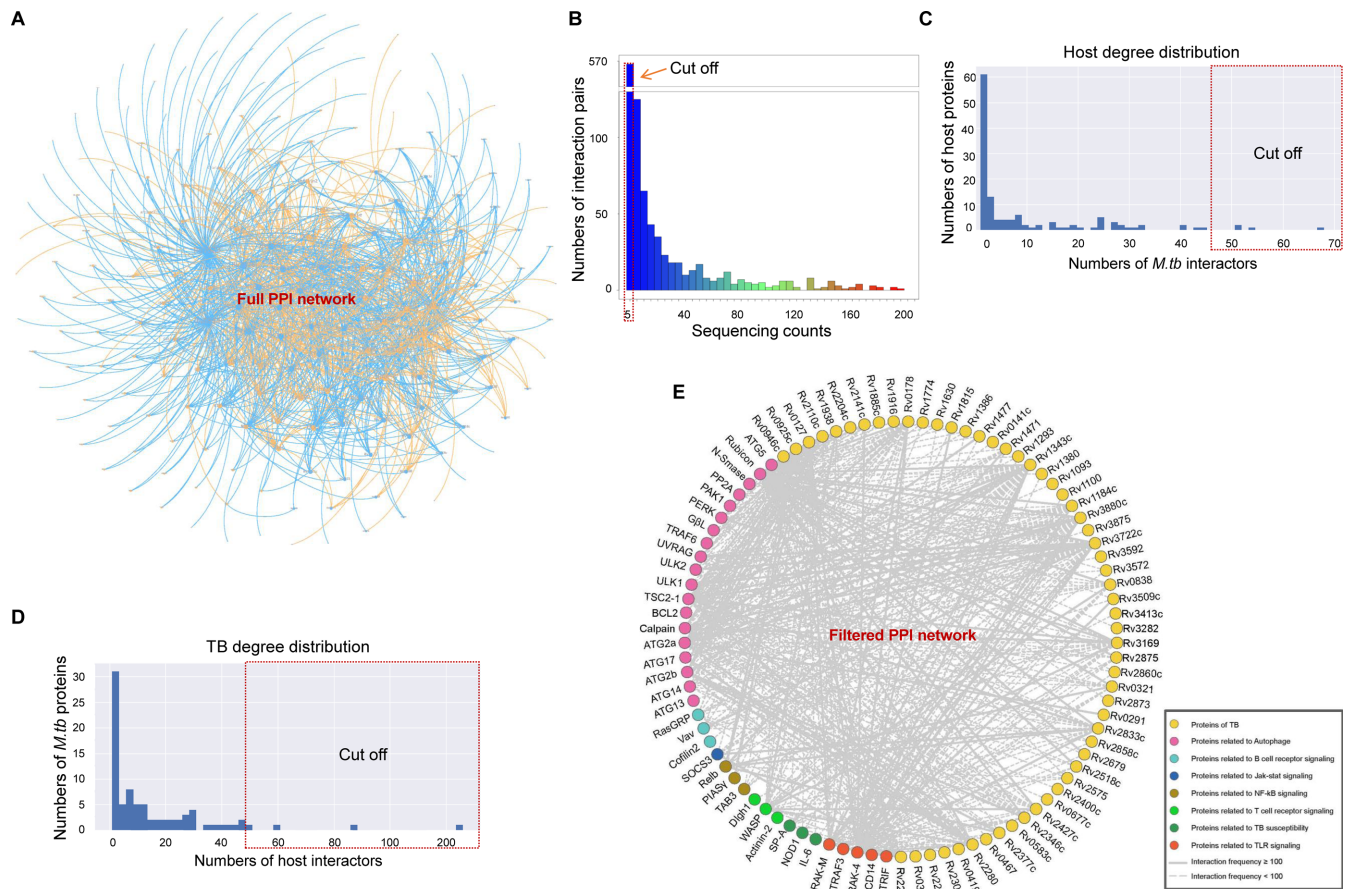 A
Full PPI network
B
570
100
50
0
Numbers of interaction pairs
Cut off
5
40
80
120
160
200
Sequencing counts
C
Host degree distribution
60
50
40
30
20
10
0
Numbers of host proteins
Cut off
0
10
20
30
40
50
60
70
Numbers of M.tb interactors
D
TB degree distribution
30
25
20
15
10
5
0
Numbers of M.tb proteins
Cut off
0
20
40
60
80
100
200
250
Numbers of host interactors
E
Filtered PPI network
Rv0178
Rv1774
Rv1630
Rv1815
Rv1386
Rv1477
Rv0141c
Rv1471
Rv1293
Rv1343c
Rv1380
Rv1093
Rv1100
Rv1184c
Rv3880c
Rv3875
Rv3722c
Rv3592
Rv3572
Rv0838
Rv3509c
Rv3413c
Rv3282
Rv3169
Rv2875
Rv2860c
Rv0321
Rv2873
Rv0291
Rv2833c
Rv2858c
Rv2679
Rv2518c
Rv2575
Rv2400c
Rv0677c
Rv2427c
Rv2346c
Rv0583c
Rv2377c
Rv0467
Rv2280
Rv0419
Rv230
Rv22
Rv03
Rv22
TRIF
CD14
RAK-4
TRAF3
RAK-M
IL-6
NOD1
SP-A
Actinin-2
WASP
Dlgh1
TAB3
PIASγ
Relb
SOCS3
Cofilin2
Vav
RasGRP
ATG13
ATG14
ATG2b
ATG17
ATG2a
Calpain
BCL2
TSC2-1
ULK1
ULK2
UVRAG
TRAF6
GβL
PERK
PAK1
PP2A
N-Smase
Rubicon
ATG5
Rv0946c
Rv0925c
Rv0127
Rv2110c
Rv1938
Rv2204c
Rv2141c
Rv1885c
Rv1916
Proteins of TB
Proteins related to Autophage
Proteins related to B cell receptor signaling
Proteins related to Jak-stat signaling
Proteins related to NF-kB signaling
Proteins related to T cell receptor signaling
Proteins related to TB susceptibility
Proteins related to TLR signaling
Interaction frequency ≥ 100
Interaction frequency < 100